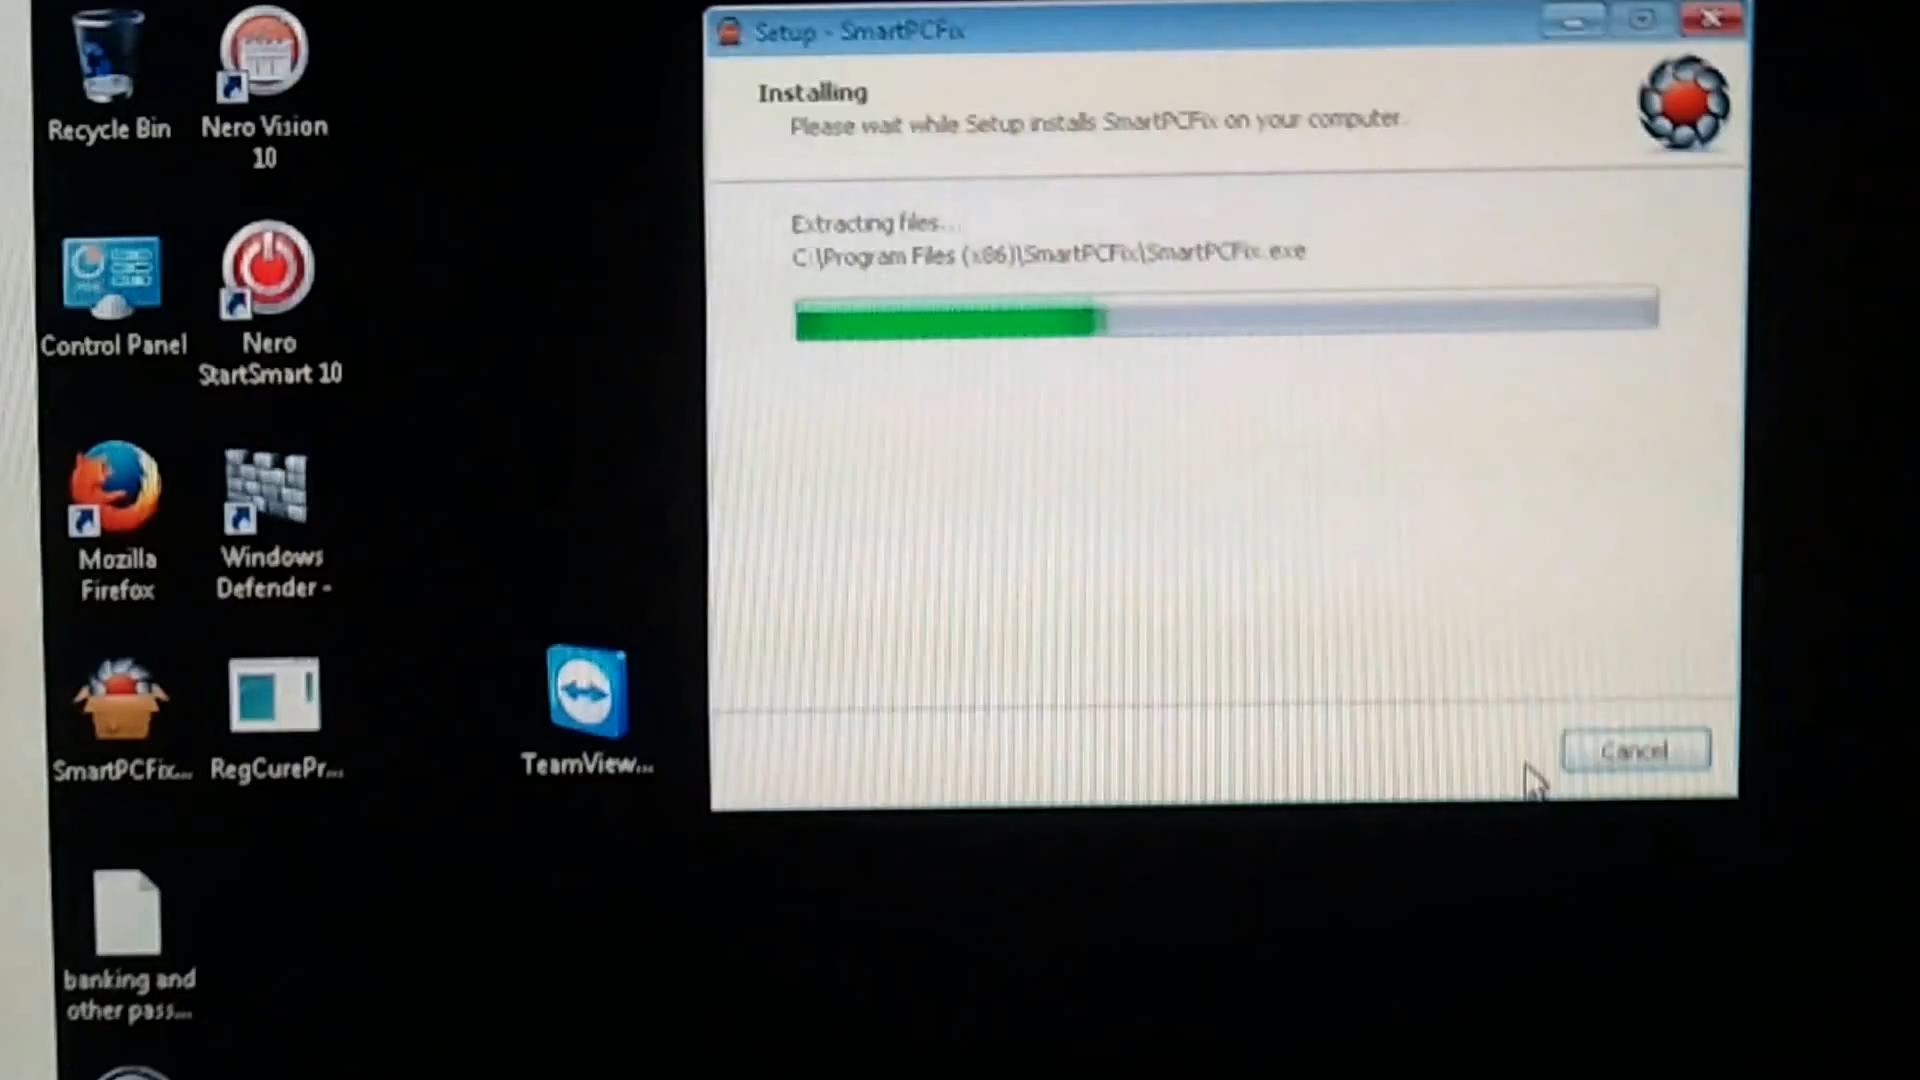 Recycle Bin
Nero Vision
10
Control Panel
Nero
StartSmart 10
Mozilla
Firefox
Windows
Defender -
SmartPCFix...
RegCurePr...
TeamView...
banking and
other pass...
Setup - SmartPCFix
Installing
Please wait while Setup installs SmartPCFix on your computer.
Extracting files...
C:\Program Files (x86)\SmartPCFix\SmartPCFix.exe
Cancel